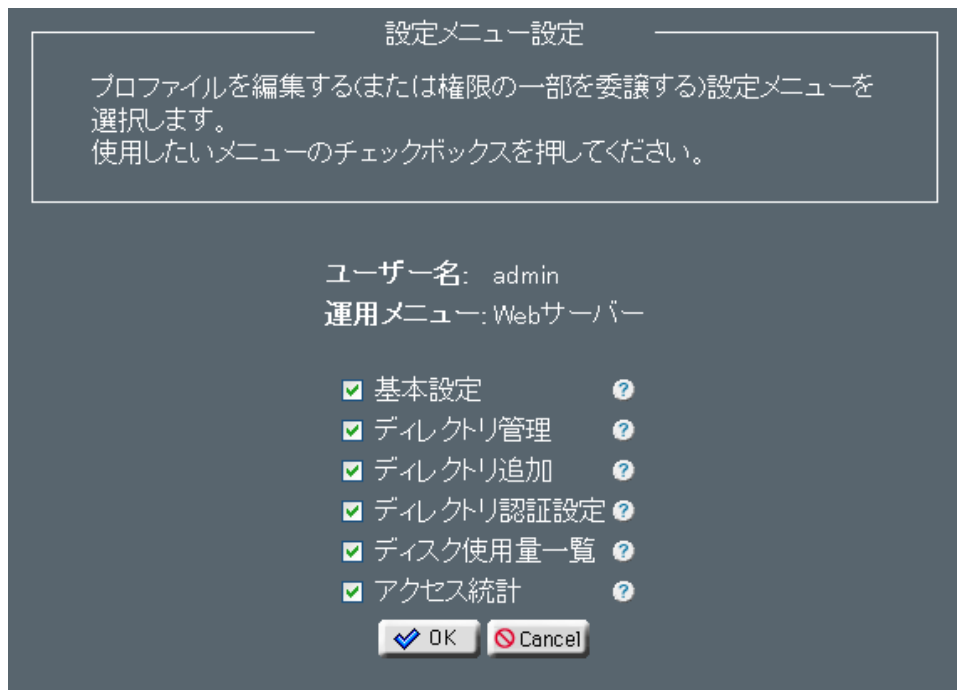 設定メニュー設定
プロファイルを編集する(または権限の一部を委譲する)設定メニューを
選択します。
使用したいメニューのチェックボックスを押してください。
ユーザー名: admin
運用メニュー: Webサーバー
基本設定
ディレクトリ管理
ディレクトリ追加
ディレクトリ認証設定
ディスク使用量一覧
アクセス統計
OK Cancel